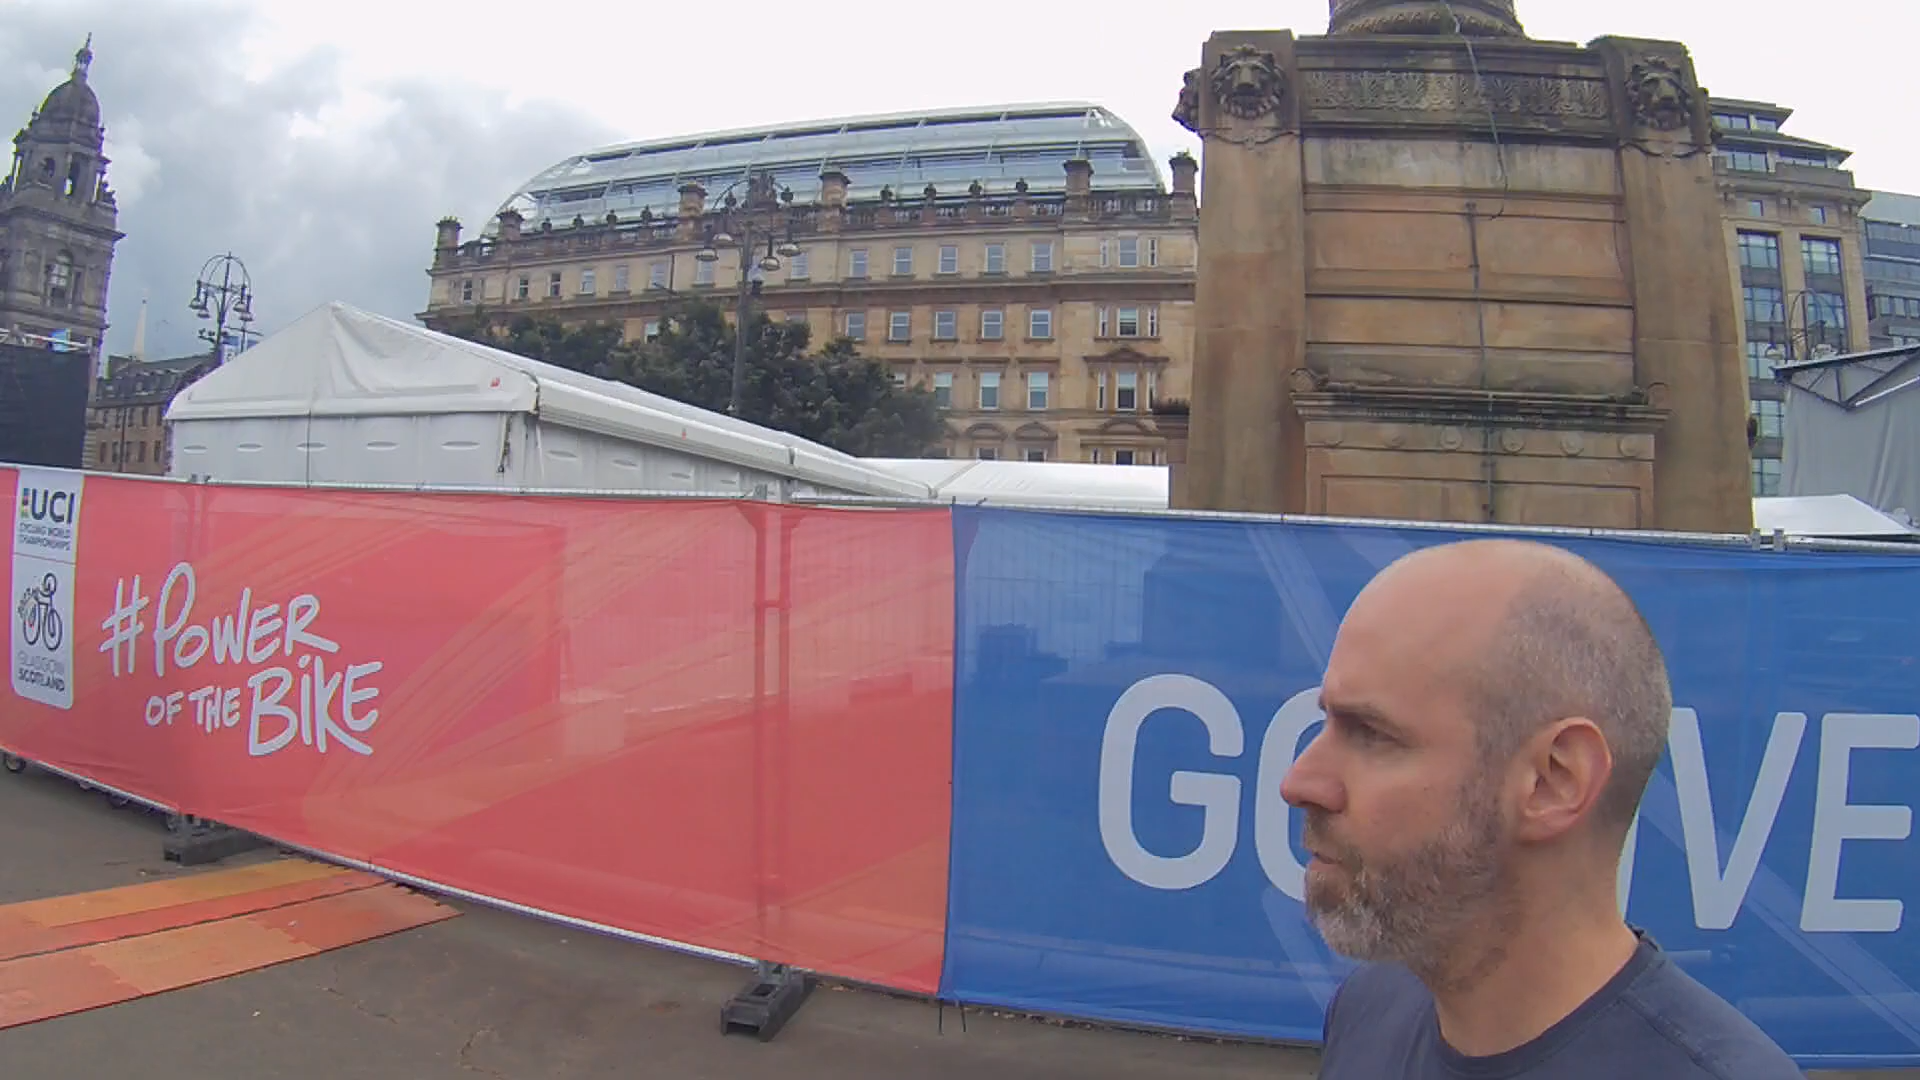 UCI
CYCLING WORLD
CHAMPIONSHIPS
GLASGOW
SCOTLAND
#POWER
OF THE BIKE